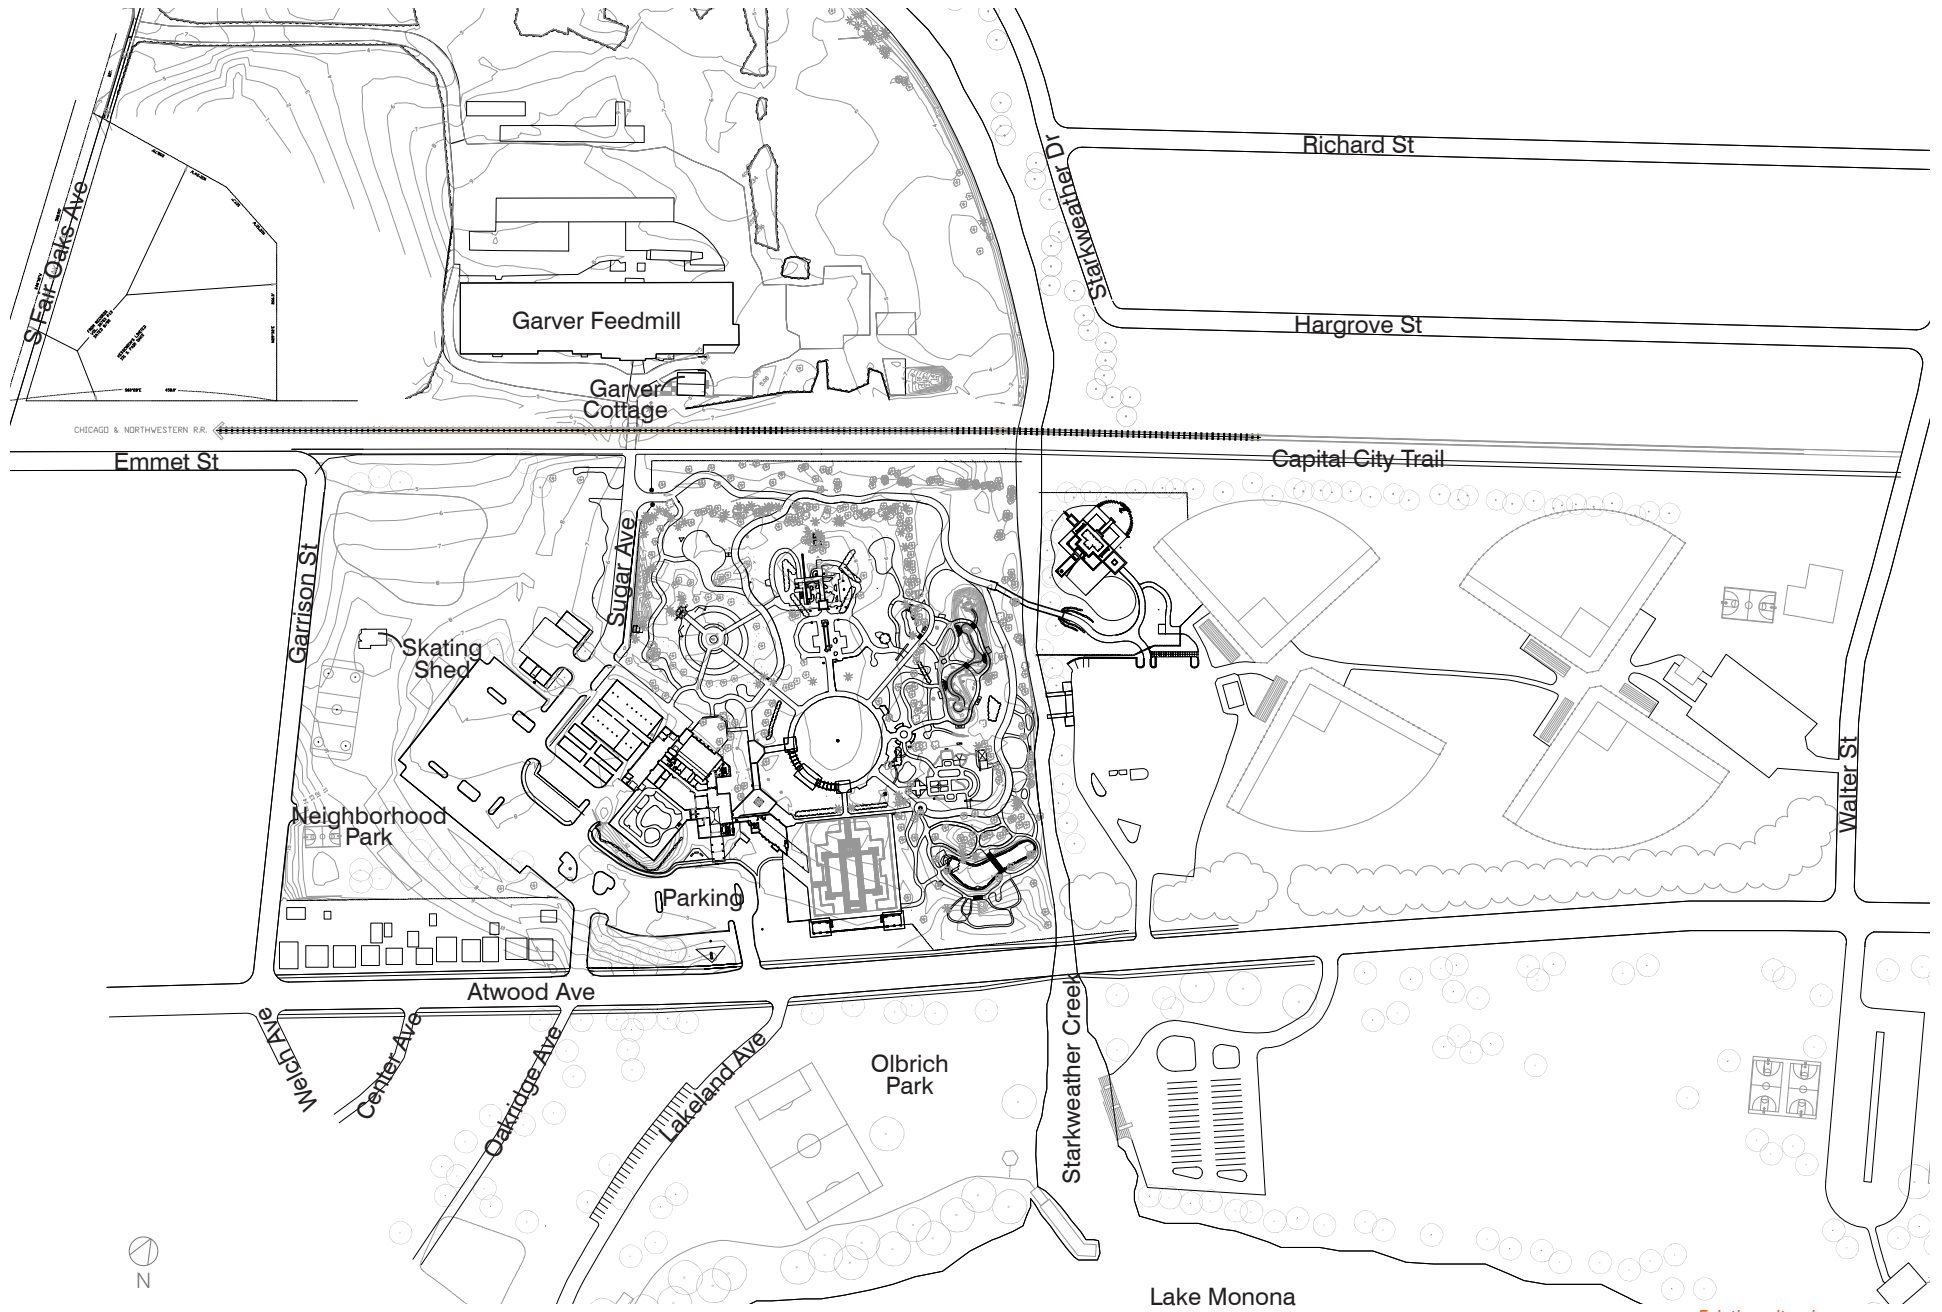 Richard St
Starkweather Dr
S Fair Oaks Ave
Garver Feedmill
Hargrove St
Garver
Cottage
CHICAGO & NORTHWESTERN R.R.
Emmet St
Capital City Trail
Sugar Ave
Garrison St
Skating
Shed
Walter St
Neighborhood
Park
Parking
Atwood Ave
Welch Ave
Center Ave
Oakridge Ave
Lakeland Ave
Olbrich
Park
Starkweather Creek
N
Lake Monona